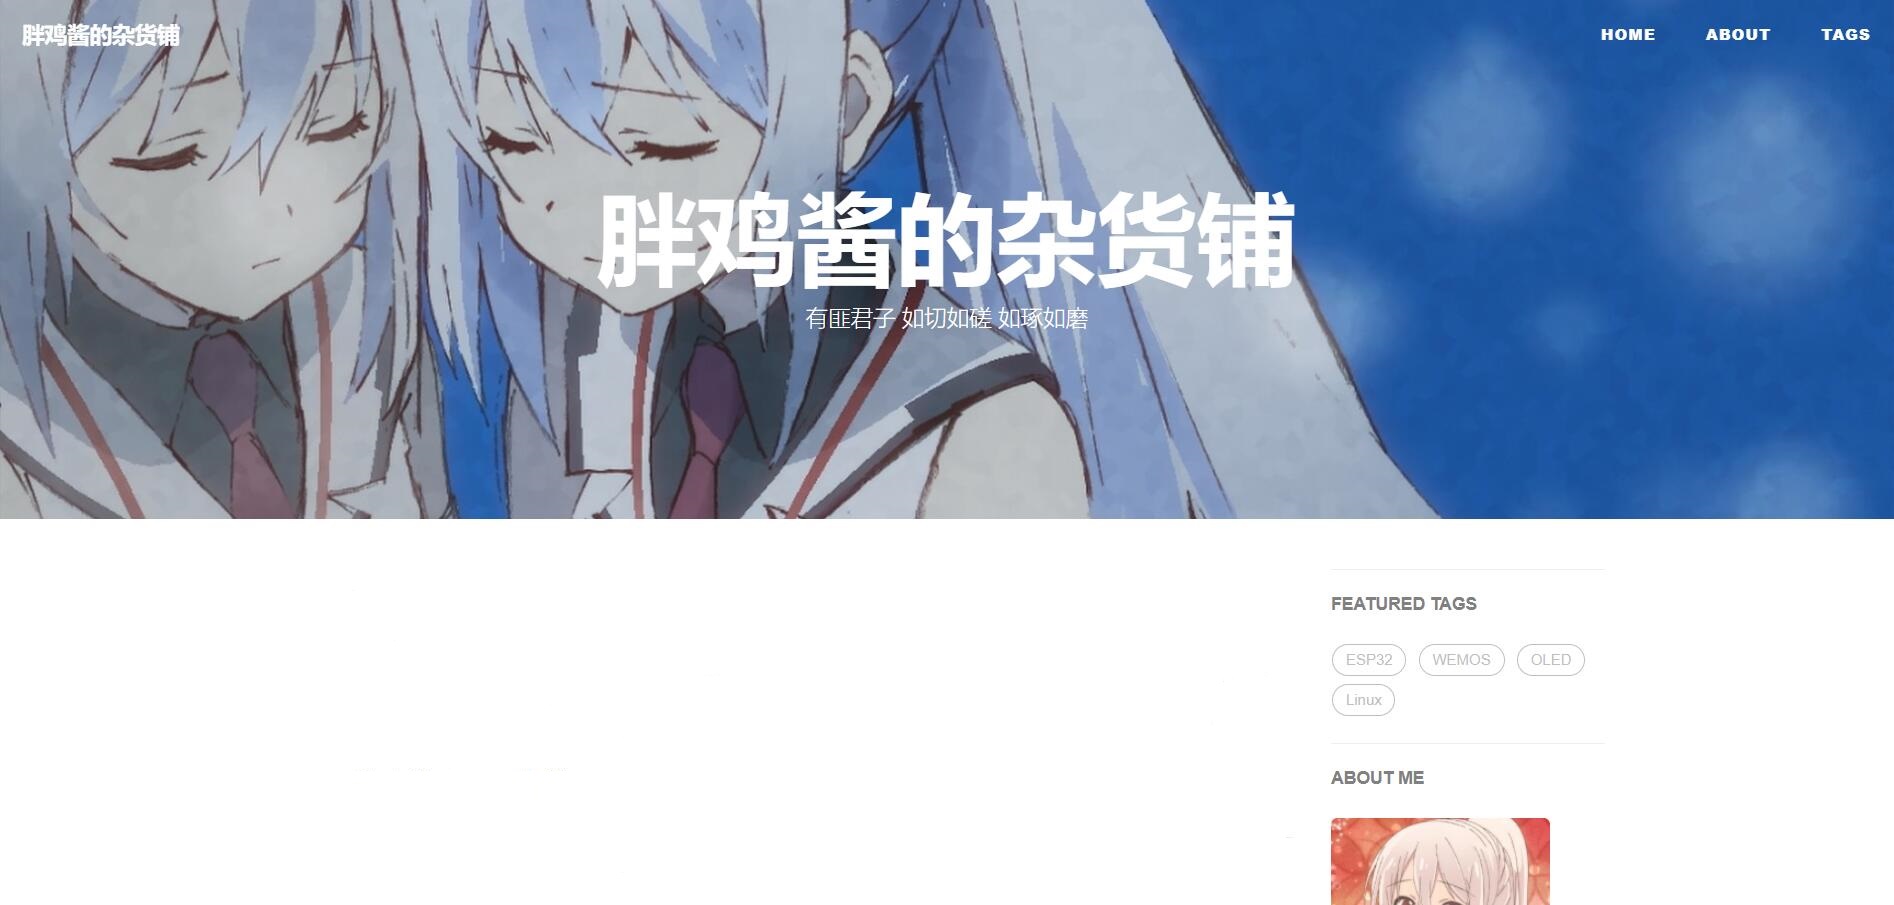 胖鸡酱的杂货铺
HOME ABOUT TAGS
胖鸡酱的杂货铺
有匪君子 如切如磋 如琢如磨
FEATURED TAGS
ESP32 WEMOS OLED
Linux
ABOUT ME